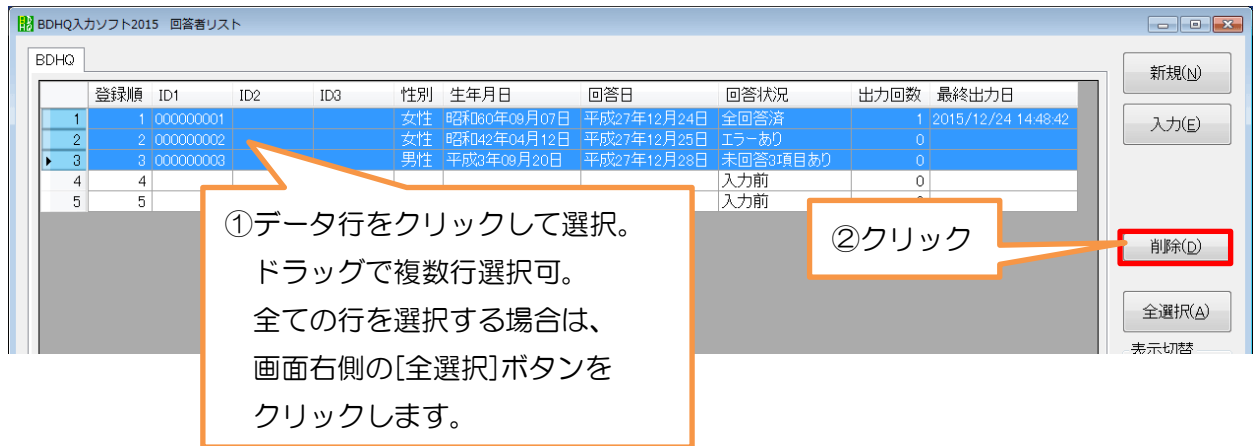 BDHQ入力ソフト2015 回答者リスト
BDHQ
新規(N)
登録順 ID1 ID2 ID3 性別 生年月日 回答日 回答状況 出力回数 最終出力日
1 1 000000001 女性 昭和60年09月07日 平成27年12月24日 全回答済 1 2015/12/24 14:48:42
入力(E)
2 2 000000002 女性 昭和42年04月12日 平成27年12月25日 エラーあり 0
3 3 000000003 男性 平成3年09月20日 平成27年12月28日 未回答3項目あり 0
4 4 入力前 0
5 5 入力前
①データ行をクリックして選択。
ドラッグで複数行選択可。
全ての行を選択する場合は、
画面右側の[全選択]ボタンを
クリックします。
②クリック
削除(D)
全選択(A)
表示切替